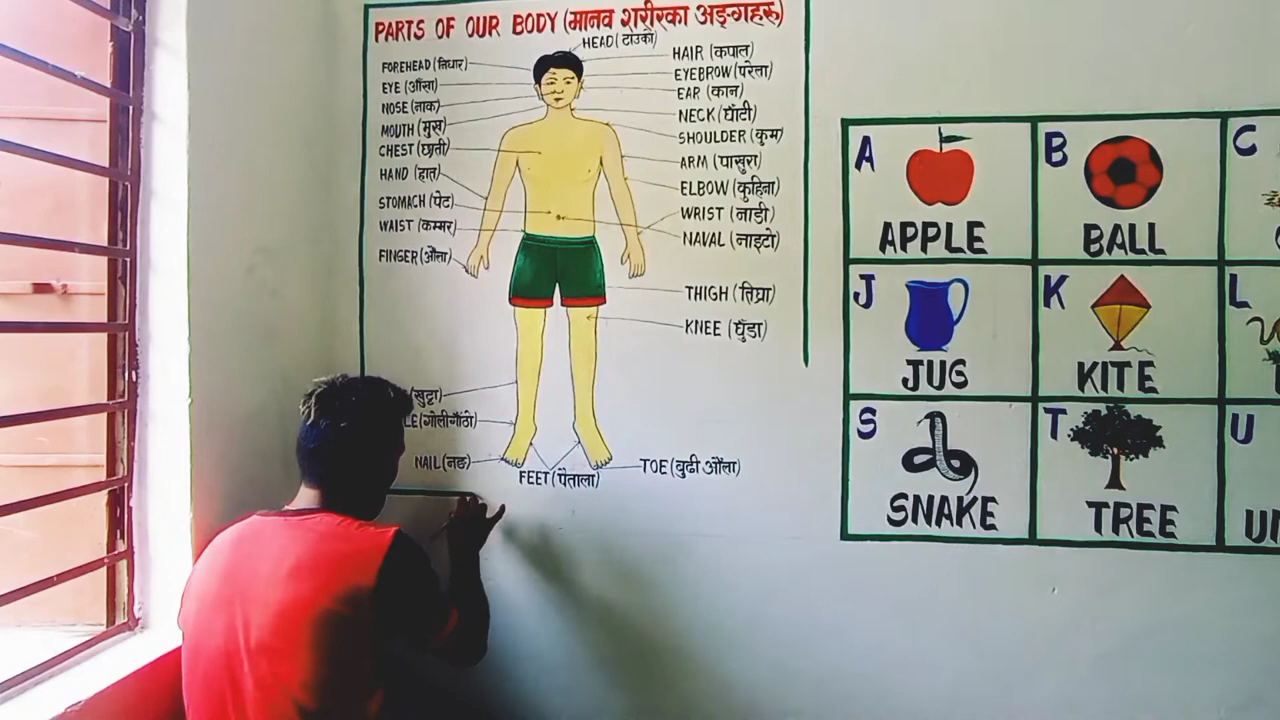 PARTS OF OUR BODY (मानव शरीरका अङ्गहरू)
HEAD (टाउको)
FOREHEAD (निधार)
EYE (आँखा)
NOSE (नाक)
MOUTH (मुख)
CHEST (छाती)
HAND (हात)
STOMACH (पेट)
WAIST (कम्मर)
FINGER (औंला)
(खुट्टा)
LE (गोलीगाँठो)
NAIL (नङ)
FEET (पैताला)
HAIR (कपाल)
EYEBROW (परेला)
EAR (कान)
NECK (घाँटी)
SHOULDER (कुम)
ARM (पाखुरा)
ELBOW (कुहिना)
WRIST (नाडी)
NAVAL (नाइटो)
THIGH (तिघ्रा)
KNEE (घुँडा)
TOE (बुढी औंला)
A
APPLE
B
BALL
C
J
JUG
K
KITE
L
S
SNAKE
T
TREE
U